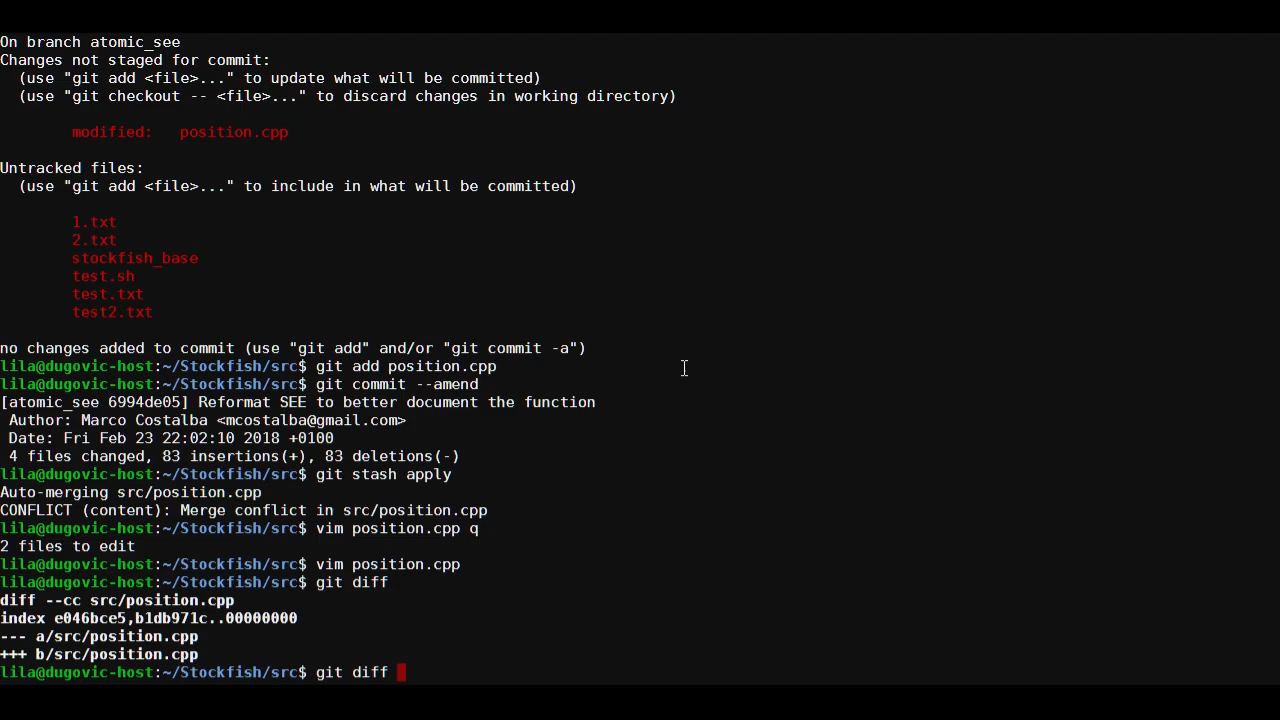 On branch atomic_see
Changes not staged for commit:
  (use "git add <file>..." to update what will be committed)
  (use "git checkout -- <file>..." to discard changes in working directory)
        modified:   position.cpp
Untracked files:
  (use "git add <file>..." to include in what will be committed)
        1.txt
        2.txt
        stockfish_base
        test.sh
        test.txt
        test2.txt
no changes added to commit (use "git add" and/or "git commit -a")
lila@dugovic-host:~/Stockfish/src$ git add position.cpp
lila@dugovic-host:~/Stockfish/src$ git commit --amend
[atomic_see 6994de05] Reformat SEE to better document the function
 Author: Marco Costalba <mcostalba@gmail.com>
 Date: Fri Feb 23 22:02:10 2018 +0100
 4 files changed, 83 insertions(+), 83 deletions(-)
lila@dugovic-host:~/Stockfish/src$ git stash apply
Auto-merging src/position.cpp
CONFLICT (content): Merge conflict in src/position.cpp
lila@dugovic-host:~/Stockfish/src$ vim position.cpp q
2 files to edit
lila@dugovic-host:~/Stockfish/src$ vim position.cpp
lila@dugovic-host:~/Stockfish/src$ git diff
diff --cc src/position.cpp
index e046bce5,b1db971c..00000000
--- a/src/position.cpp
+++ b/src/position.cpp
lila@dugovic-host:~/Stockfish/src$ git diff